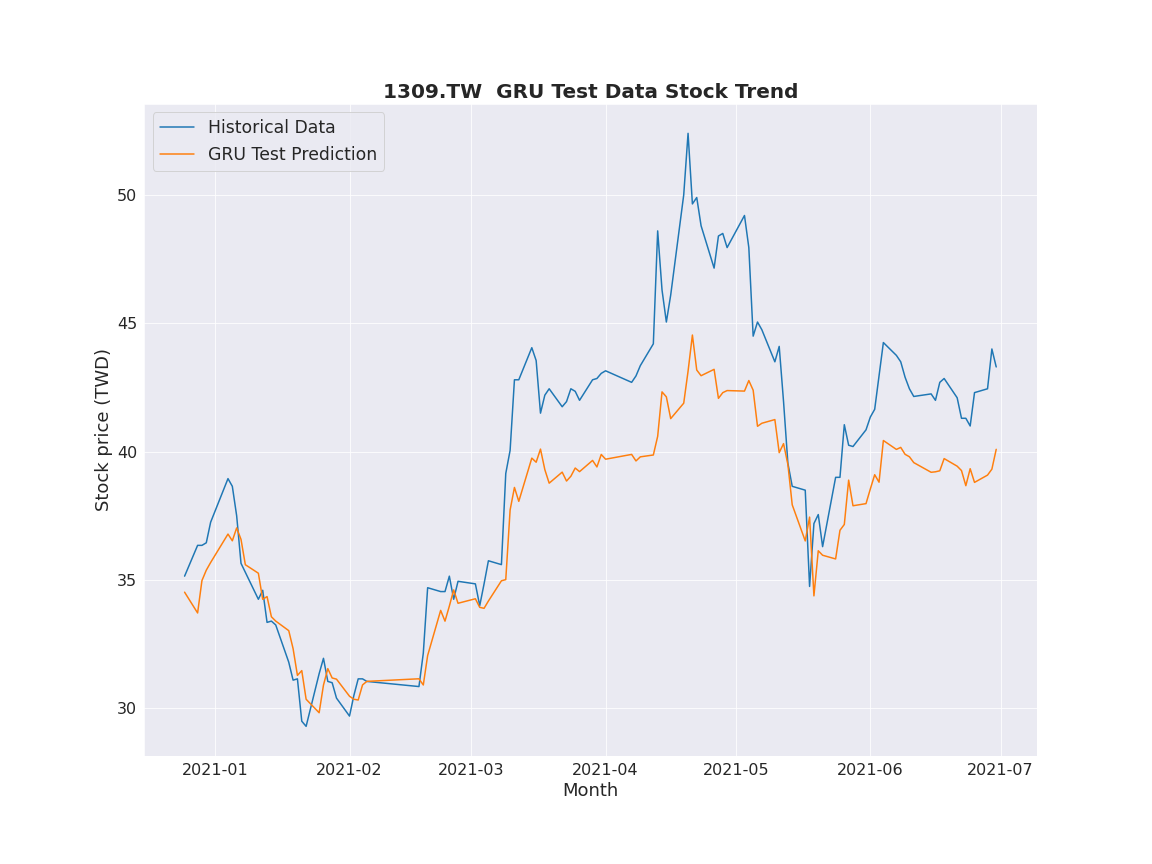 1309.TW  GRU Test Data Stock Trend
Historical Data
GRU Test Prediction
Stock price (TWD)
50
45
40
35
30
2021-01 2021-02 2021-03 2021-04 2021-05 2021-06 2021-07
Month